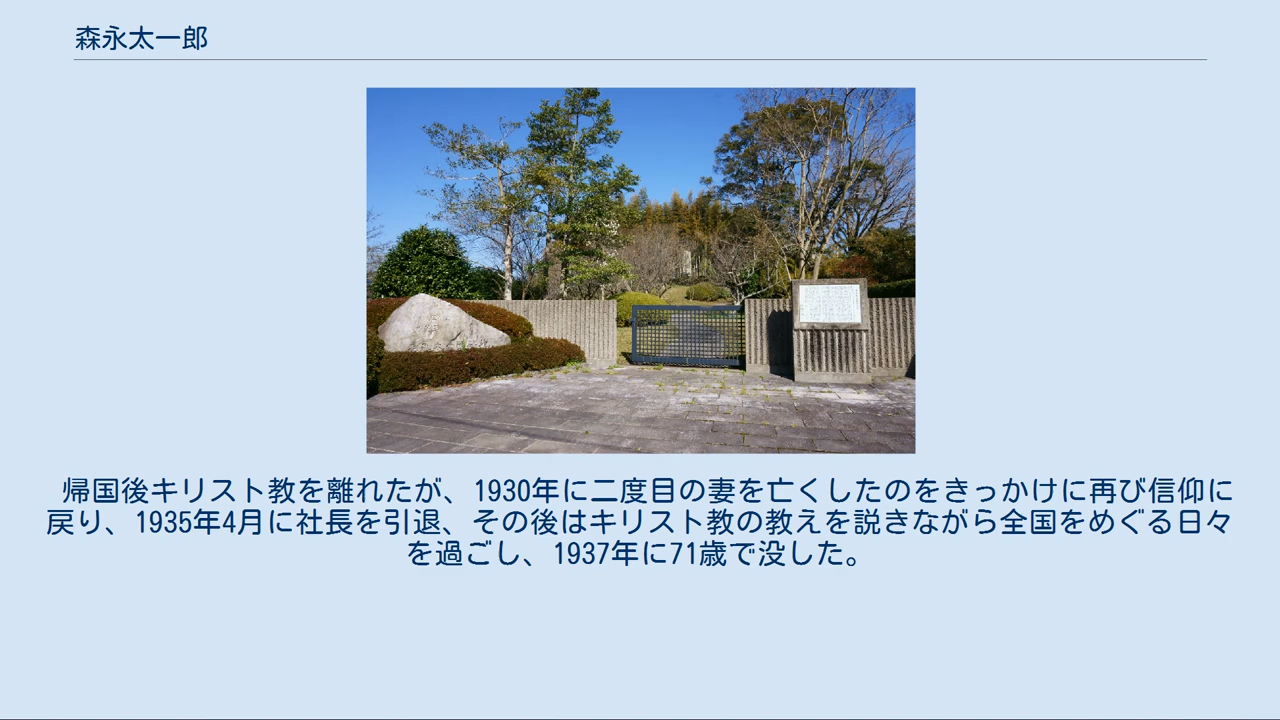 森永太一郎
帰国後キリスト教を離れたが、1930年に二度目の妻を亡くしたのをきっかけに再び信仰に
戻り、1935年4月に社長を引退、その後はキリスト教の教えを説きながら全国をめぐる日々
を過ごし、1937年に71歳で没した。